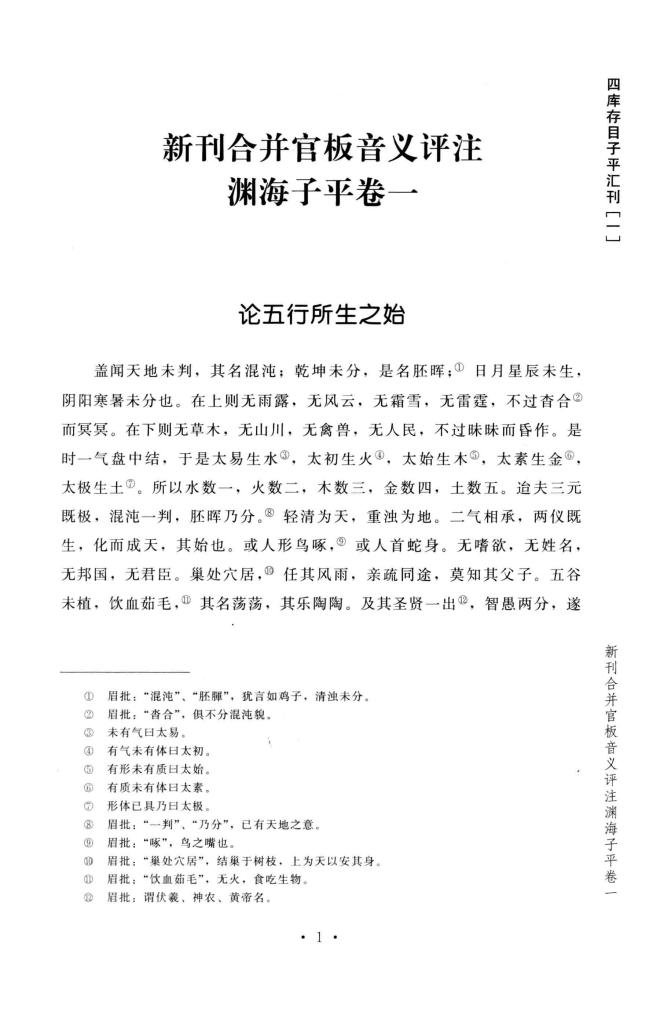 四库存目子平汇刊［一］
新刊合并官板音义评注
渊海子平卷一
论五行所生之始
盖闻天地未判，其名混沌；乾坤未分，是名胚晖；① 日月星辰未生，
阴阳寒暑未分也。在上则无雨露，无风云，无霜雪，无雷霆，不过杳合②
而冥冥。在下则无草木，无山川，无禽兽，无人民，不过昧昧而昏作。是
时一气盘中结，于是太易生水③，太初生火④，太始生木⑤，太素生金⑥，
太极生土⑦。所以水数一，火数二，木数三，金数四，土数五。迨夫三元
既极，混沌一判，胚晖乃分。⑧ 轻清为天，重浊为地。二气相承，两仪既
生，化而成天，其始也。或人形鸟啄，⑨ 或人首蛇身。无嗜欲，无姓名，
无邦国，无君臣。巢处穴居，⑩ 任其风雨，亲疏同途，莫知其父子。五谷
未植，饮血茹毛，⑪ 其名荡荡，其乐陶陶。及其圣贤一出⑫，智愚两分，遂
① 眉批：“混沌”、“胚腪”，犹言如鸡子，清浊未分。
② 眉批：“杳合”，俱不分混沌貌。
③ 未有气曰太易。
④ 有气未有体曰太初。
⑤ 有形未有质曰太始。
⑥ 有质未有体曰太素。
⑦ 形体已具乃曰太极。
⑧ 眉批：“一判”、“乃分”，已有天地之意。
⑨ 眉批：“啄”，鸟之嘴也。
⑩ 眉批：“巢处穴居”，结巢于树枝，上为天以安其身。
⑪ 眉批：“饮血茹毛”，无火，食吃生物。
⑫ 眉批：谓伏羲、神农、黄帝名。
新刊合并官板音义评注渊海子平卷一
· 1 ·